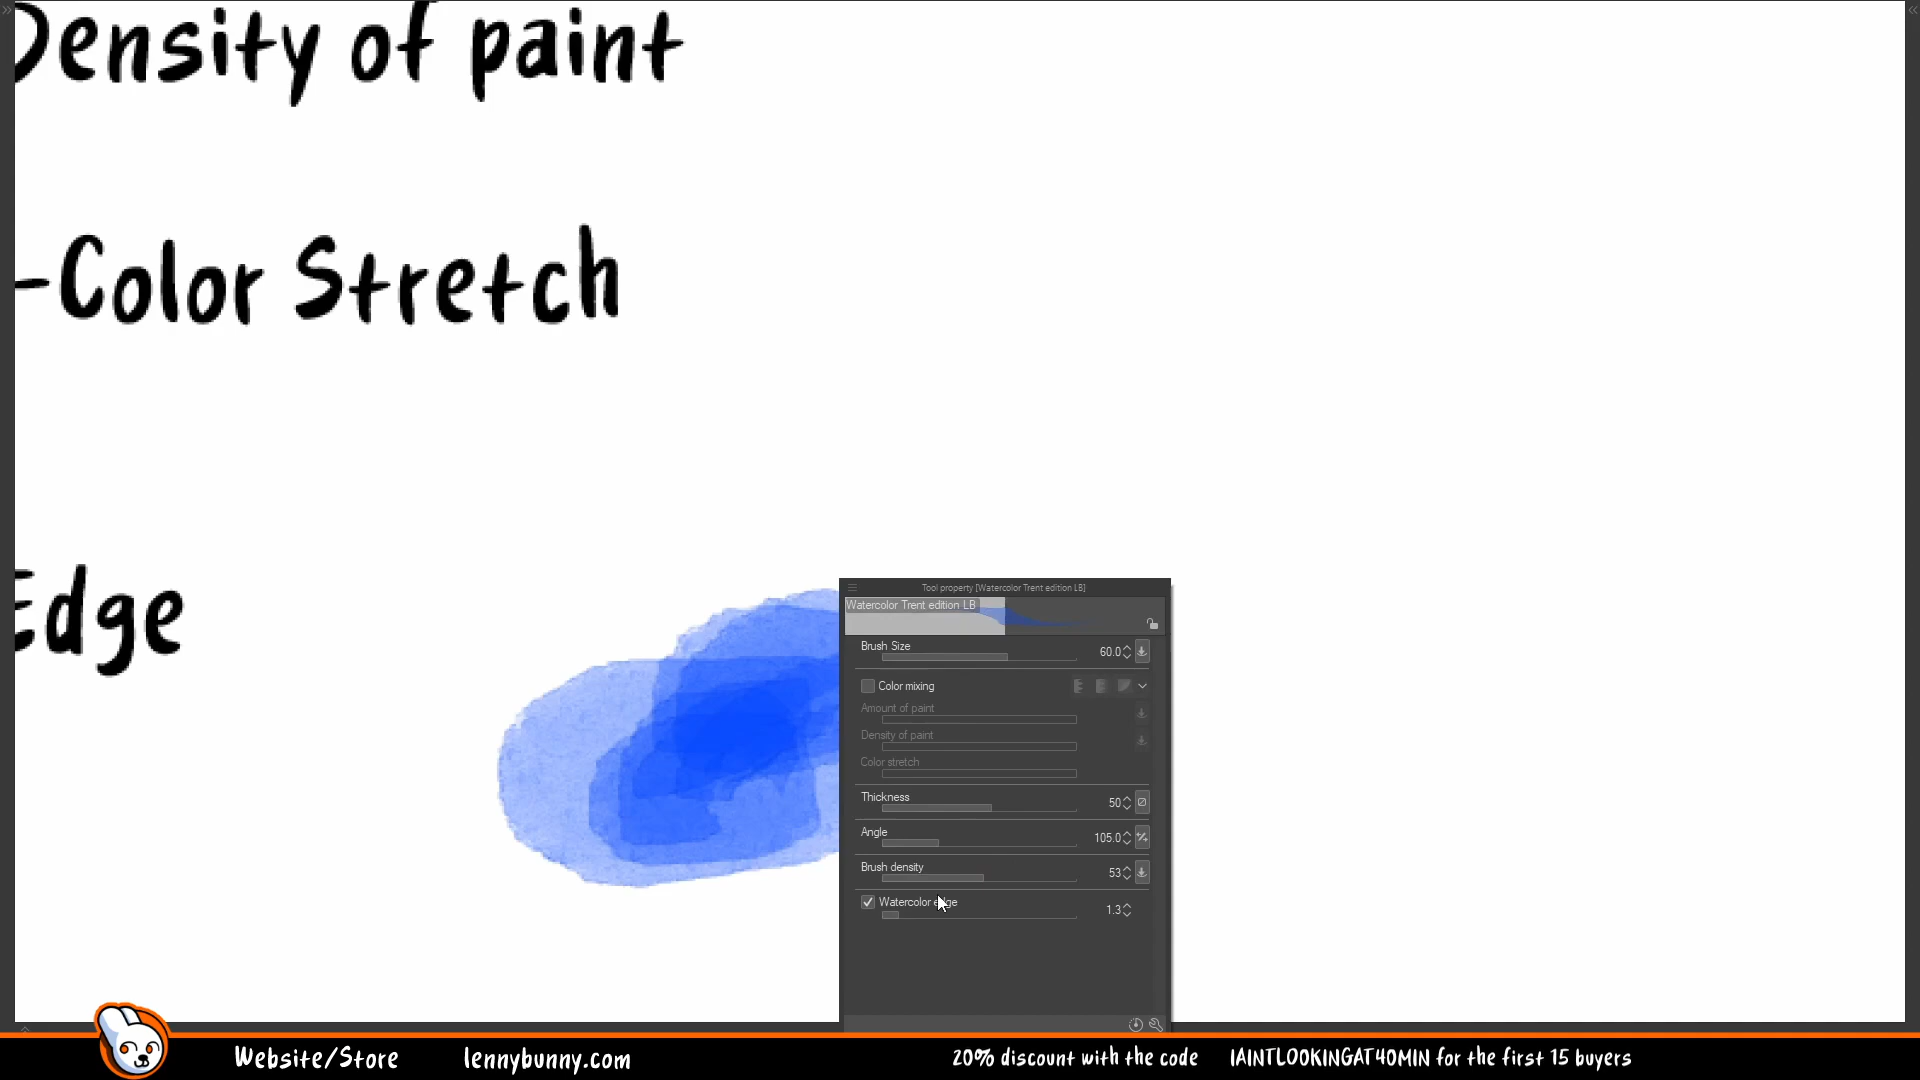 Density of paint
-Color Stretch
Edge
Tool property [Watercolor Trent edition LB]
Watercolor Trent edition LB
Brush Size 60.0
Color mixing
Amount of paint
Density of paint
Color stretch
Thickness 50
Angle 105.0
Brush density 53
Watercolor edge 1.3
Website/Store lennybunny.com 20% discount with the code IAINTLOOKINGAT40MIN for the first 15 buyers